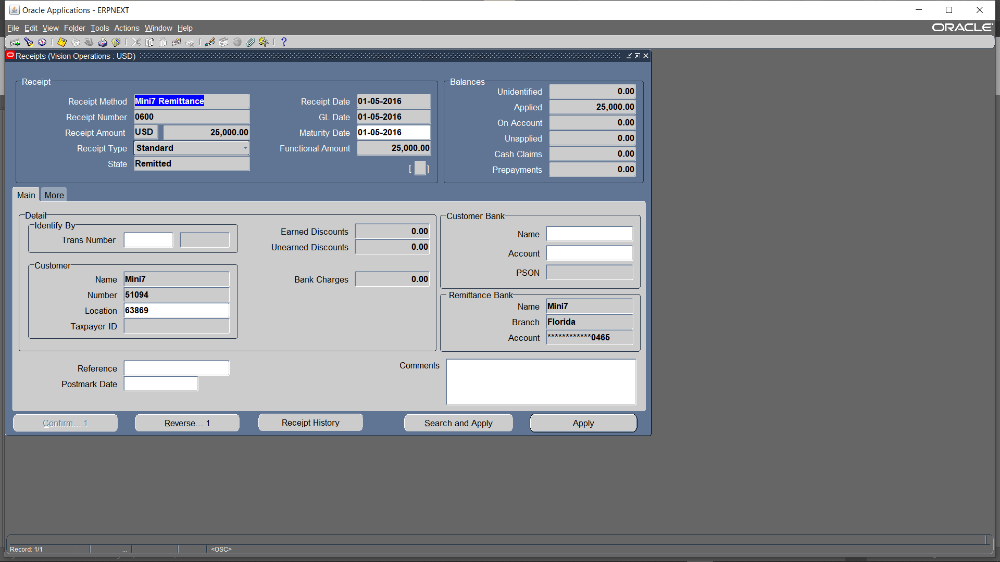 Oracle Applications - ERPNEXT
File Edit View Folder Tools Actions Window Help
ORACLE
Receipts (Vision Operations : USD)
Receipt
Receipt Method Mini7 Remittance
Receipt Number 0600
Receipt Amount USD 25,000.00
Receipt Type Standard
State Remitted
Receipt Date 01-05-2016
GL Date 01-05-2016
Maturity Date 01-05-2016
Functional Amount 25,000.00
[ ]
Balances
Unidentified 0.00
Applied 25,000.00
On Account 0.00
Unapplied 0.00
Cash Claims 0.00
Prepayments 0.00
Main More
Detail
Identify By
Trans Number
Customer
Name Mini7
Number 51094
Location 63869
Taxpayer ID
Earned Discounts 0.00
Unearned Discounts 0.00
Bank Charges 0.00
Customer Bank
Name
Account
PSON
Remittance Bank
Name Mini7
Branch Florida
Account ************0465
Reference
Postmark Date
Comments
Confirm... 1 Reverse... 1 Receipt History Search and Apply Apply
Record: 1/1 ... <OSC>